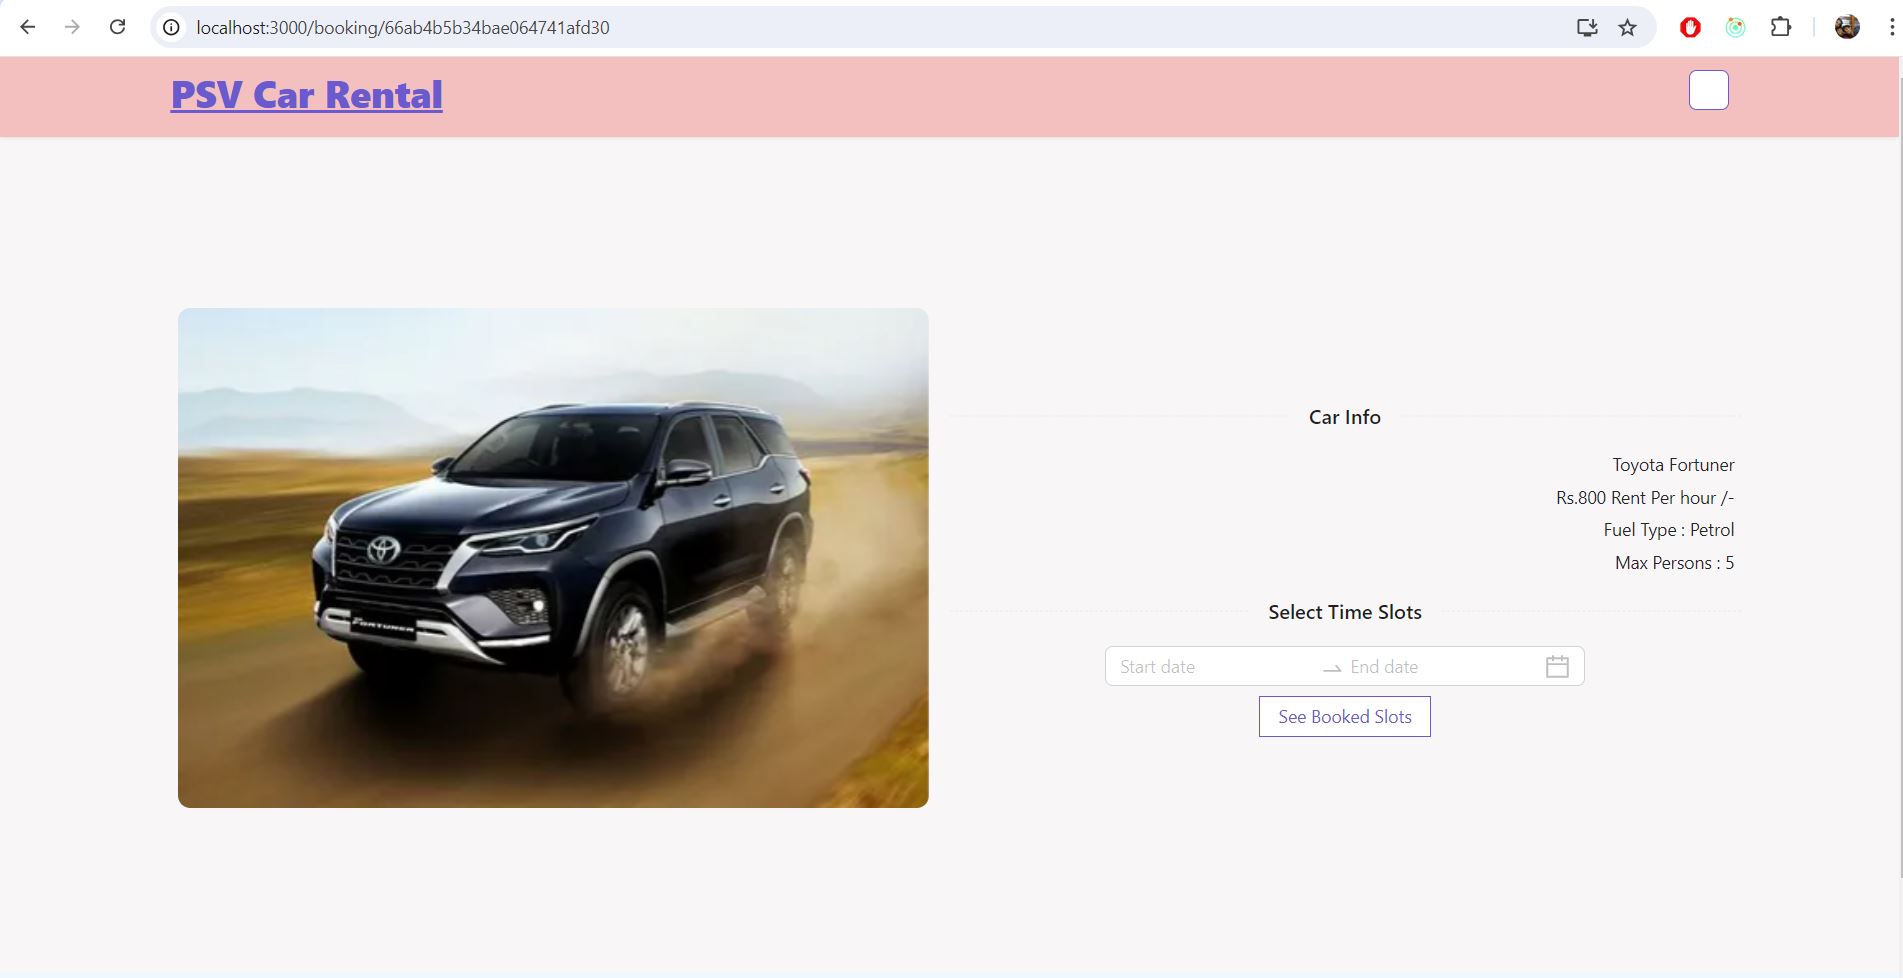 localhost:3000/booking/66ab4b5b34bae064741afd30
PSV Car Rental
FORTUNER
Car Info
Toyota Fortuner
Rs.800 Rent Per hour /-
Fuel Type : Petrol
Max Persons : 5
Select Time Slots
Start date
End date
See Booked Slots